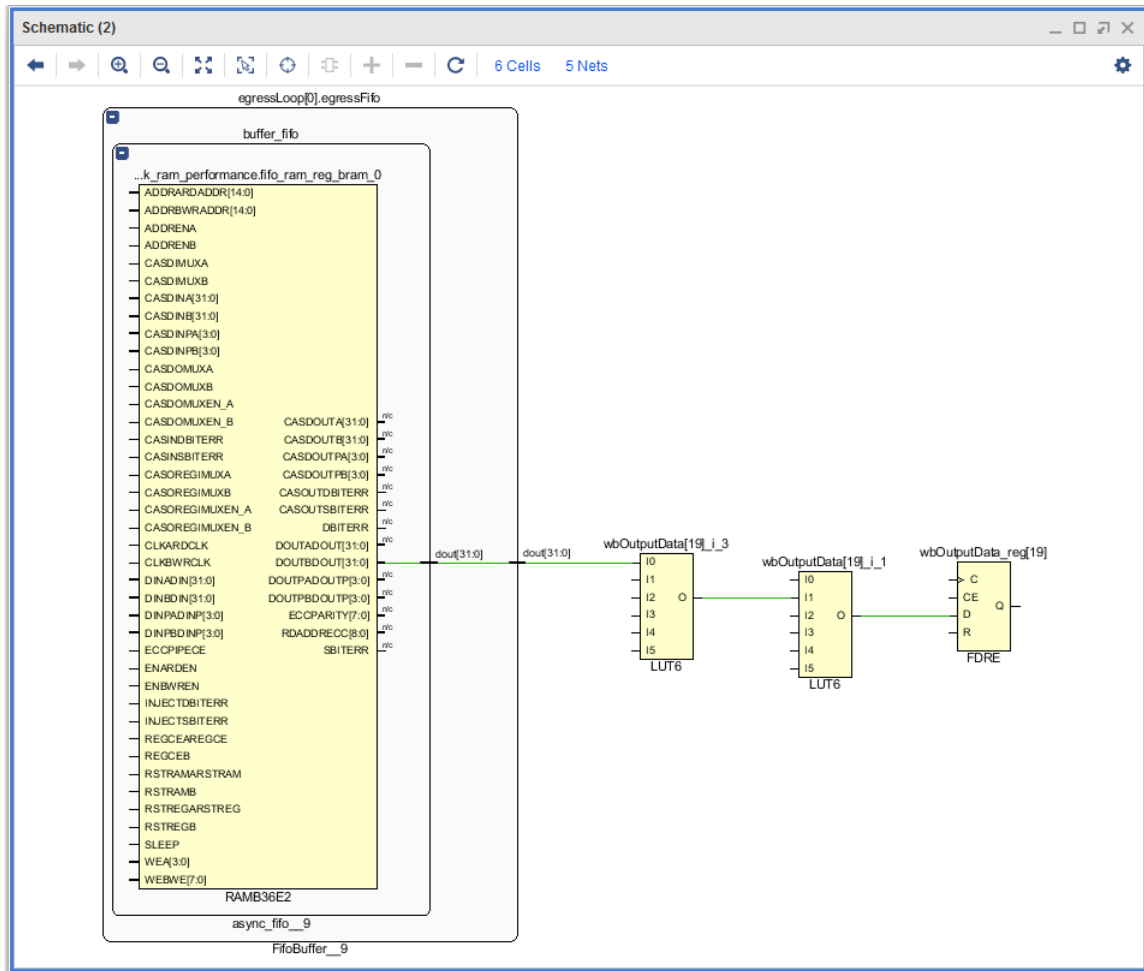 Schematic (2)
6 Cells 5 Nets
egressLoop[0].egressFifo
buffer_fifo
...k_ram_performance.fifo_ram_reg_bram_0
ADDRARDADDR[14:0]
ADDRBWRADDR[14:0]
ADDRENA
ADDRENB
CASDIMUXA
CASDIMUXB
CASDINA[31:0]
CASDINB[31:0]
CASDINPA[3:0]
CASDINPB[3:0]
CASDOMUXA
CASDOMUXB
CASDOMUXEN_A
CASDOMUXEN_B
CASINDBITERR
CASINSBITERR
CASOREGIMUXA
CASOREGIMUXB
CASOREGIMUXEN_A
CASOREGIMUXEN_B
CLKARDCLK
CLKBWRCLK
DINADIN[31:0]
DINBDIN[31:0]
DINPADINP[3:0]
DINPBDINP[3:0]
ECCPIPECE
ENARDEN
ENBWREN
INJECTDBITERR
INJECTSBITERR
REGCEAREGCE
REGCEB
RSTRAMARSTRAM
RSTRAMB
RSTREGARSTREG
RSTREGB
SLEEP
WEA[3:0]
WEBWE[7:0]
CASDOUTA[31:0] n/c
CASDOUTB[31:0] n/c
CASDOUTPA[3:0] n/c
CASDOUTPB[3:0] n/c
CASOUTDBITERR n/c
CASOUTSBITERR n/c
DBITERR n/c
DOUTADOUT[31:0] n/c
DOUTBDOUT[31:0]
DOUTPADOUTP[3:0] n/c
DOUTPBDOUTP[3:0] n/c
ECCPARITY[7:0] n/c
RDADDRECC[8:0] n/c
SBITERR n/c
RAMB36E2
async_fifo__9
FifoBuffer__9
dout[31:0]
dout[31:0]
wbOutputData[19]_i_3
I0
I1
I2 O
I3
I4
I5
LUT6
wbOutputData[19]_i_1
I0
I1
I2 O
I3
I4
I5
LUT6
wbOutputData_reg[19]
C
CE Q
D
R
FDRE